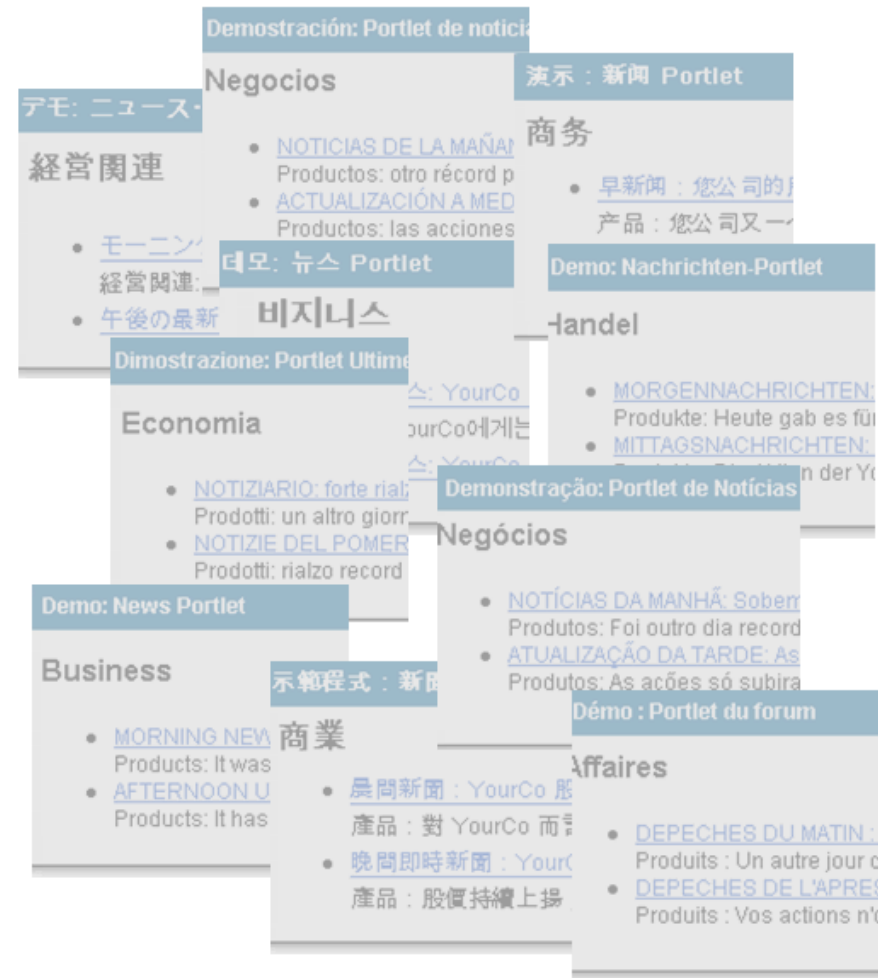 Demostración: Portlet de noticia
Negocios
NOTICIAS DE LA MAÑAN
Productos: otro récord p
ACTUALIZACIÓN A MED
Productos: las acciones
演示：新闻 Portlet
商务
早新闻：您公司的
产品：您公司又一个
デモ: ニュース・
経営関連
モーニング
経営関連:
午後の最新
데모: 뉴스 Portlet
비지니스
스: YourCo
ourCo에게는
스: YourCo
Demo: Nachrichten-Portlet
Handel
MORGENNACHRICHTEN:
Produkte: Heute gab es für
MITTAGSNACHRICHTEN:
n der Yo
Dimostrazione: Portlet Ultime
Economia
NOTIZIARIO: forte rial
Prodotti: un altro giorn
NOTIZIE DEL POMER
Prodotti: rialzo record
Demonstração: Portlet de Notícias
Negócios
NOTÍCIAS DA MANHÃ: Sobem
Produtos: Foi outro dia record
ATUALIZAÇÃO DA TARDE: As
Produtos: As ações só subira
Demo: News Portlet
Business
MORNING NEW
Products: It was
AFTERNOON U
Products: It has
示範程式：新聞
商業
晨間新聞：YourCo 股
產品：對 YourCo 而言
晚間即時新聞：YourC
產品：股價持續上揚
Démo : Portlet du forum
Affaires
DEPECHES DU MATIN :
Produits : Un autre jour d
DEPECHES DE L'APRES
Produits : Vos actions n'o